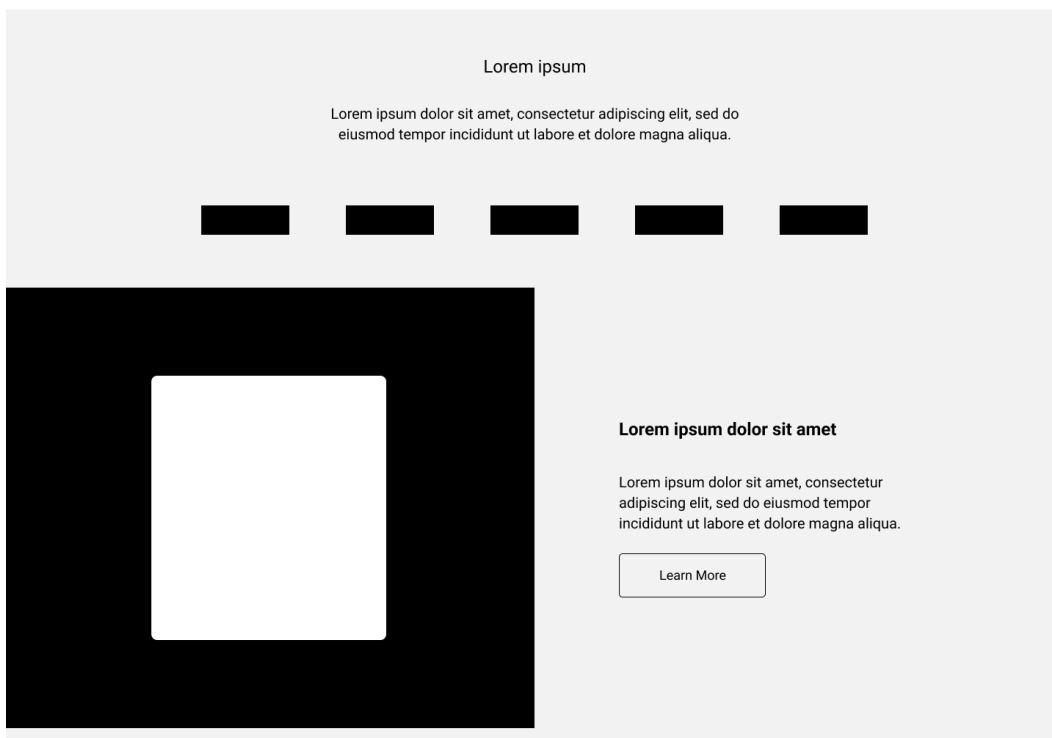 Lorem ipsum
Lorem ipsum dolor sit amet, consectetur adipiscing elit, sed do
eiusmod tempor incididunt ut labore et dolore magna aliqua.
Lorem ipsum dolor sit amet
Lorem ipsum dolor sit amet, consectetur
adipiscing elit, sed do eiusmod tempor
incididunt ut labore et dolore magna aliqua.
Learn More